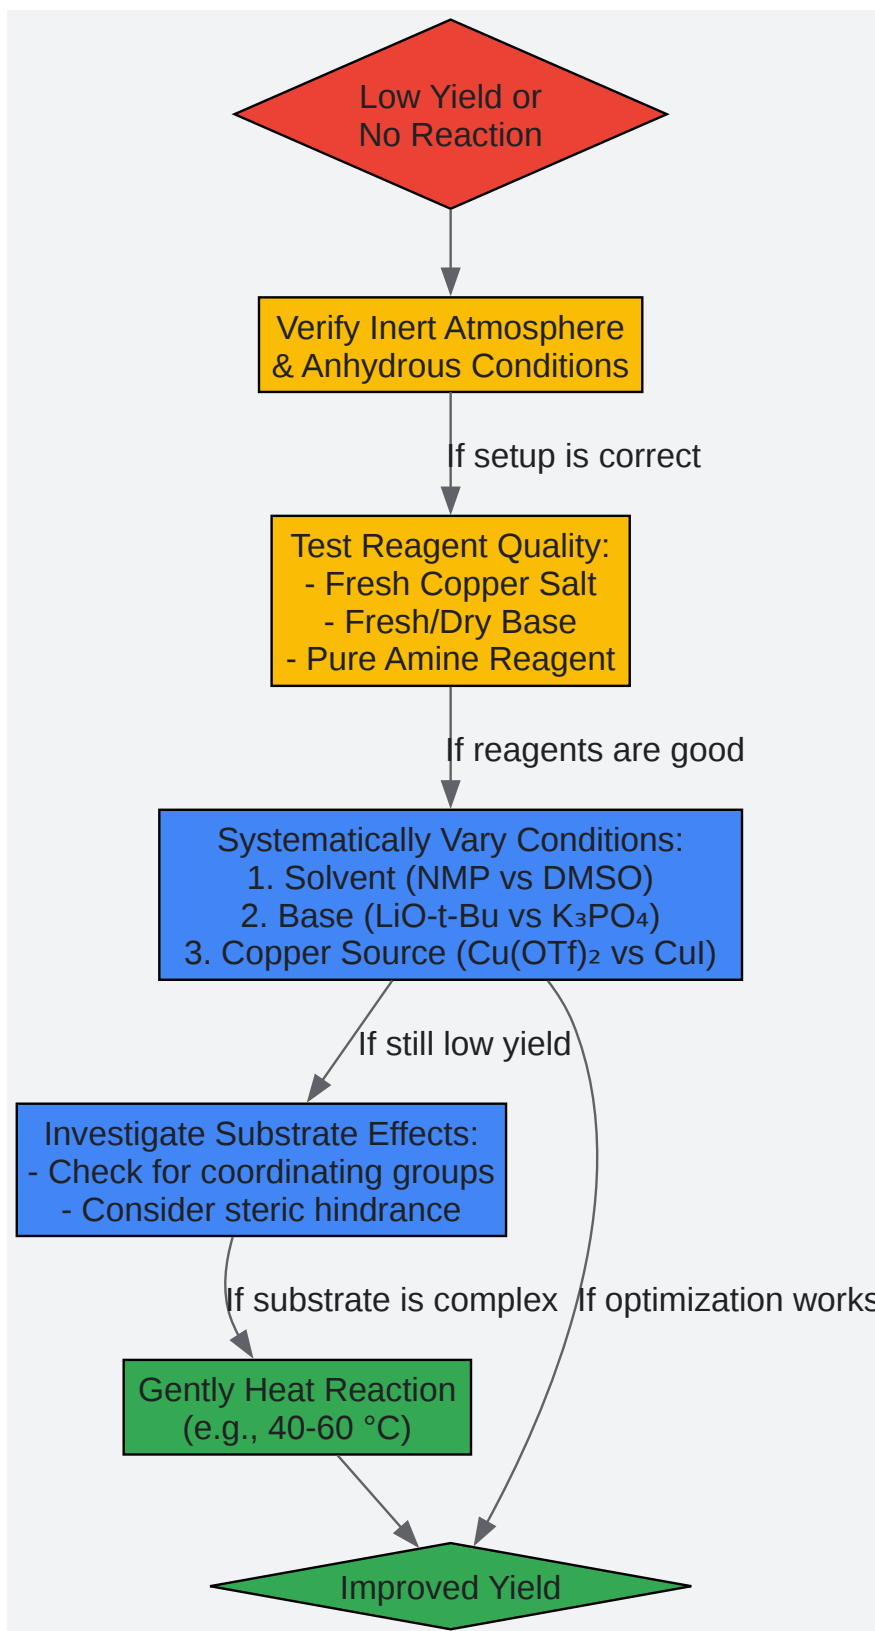 Low Yield or
No Reaction
Verify Inert Atmosphere
& Anhydrous Conditions
If setup is correct
Test Reagent Quality:
- Fresh Copper Salt
- Fresh/Dry Base
- Pure Amine Reagent
If reagents are good
Systematically Vary Conditions:
1. Solvent (NMP vs DMSO)
2. Base (LiO-t-Bu vs K₃PO₄)
3. Copper Source (Cu(OTf)₂ vs CuI)
If still low yield
Investigate Substrate Effects:
- Check for coordinating groups
- Consider steric hindrance
If substrate is complex
If optimization works
Gently Heat Reaction
(e.g., 40-60 °C)
Improved Yield